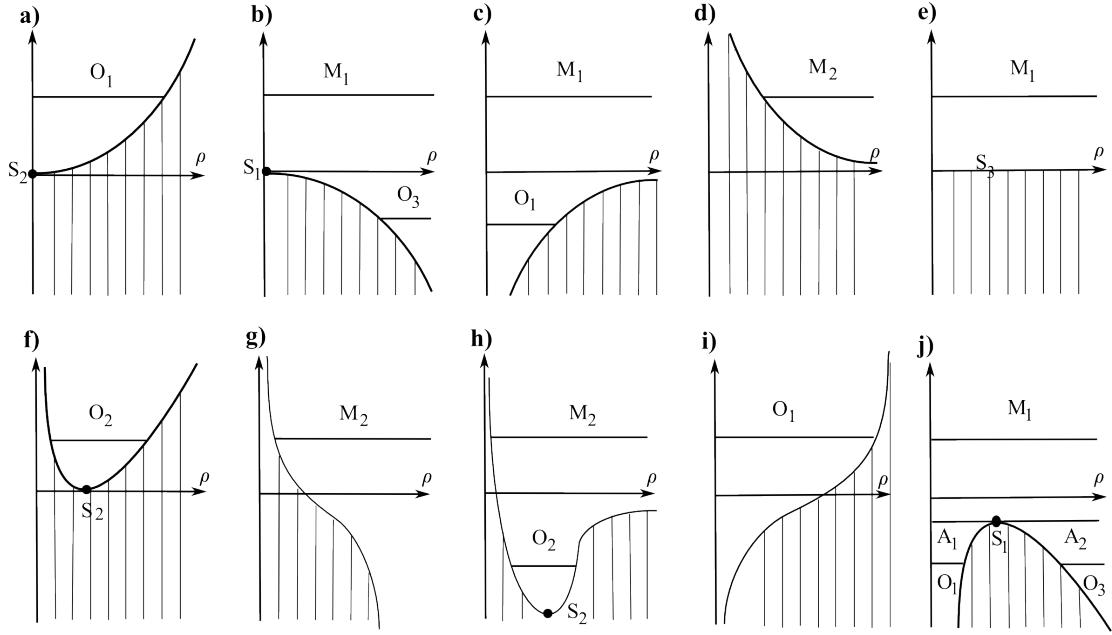 a)
O₁
ρ
S₂
b)
M₁
ρ
S₁
O₃
c)
M₁
ρ
O₁
d)
M₂
ρ
e)
M₁
ρ
S₃
f)
O₂
ρ
S₂
g)
M₂
ρ
h)
M₂
ρ
O₂
S₂
i)
O₁
ρ
j)
M₁
ρ
A₁ S₁ A₂
O₁ O₃